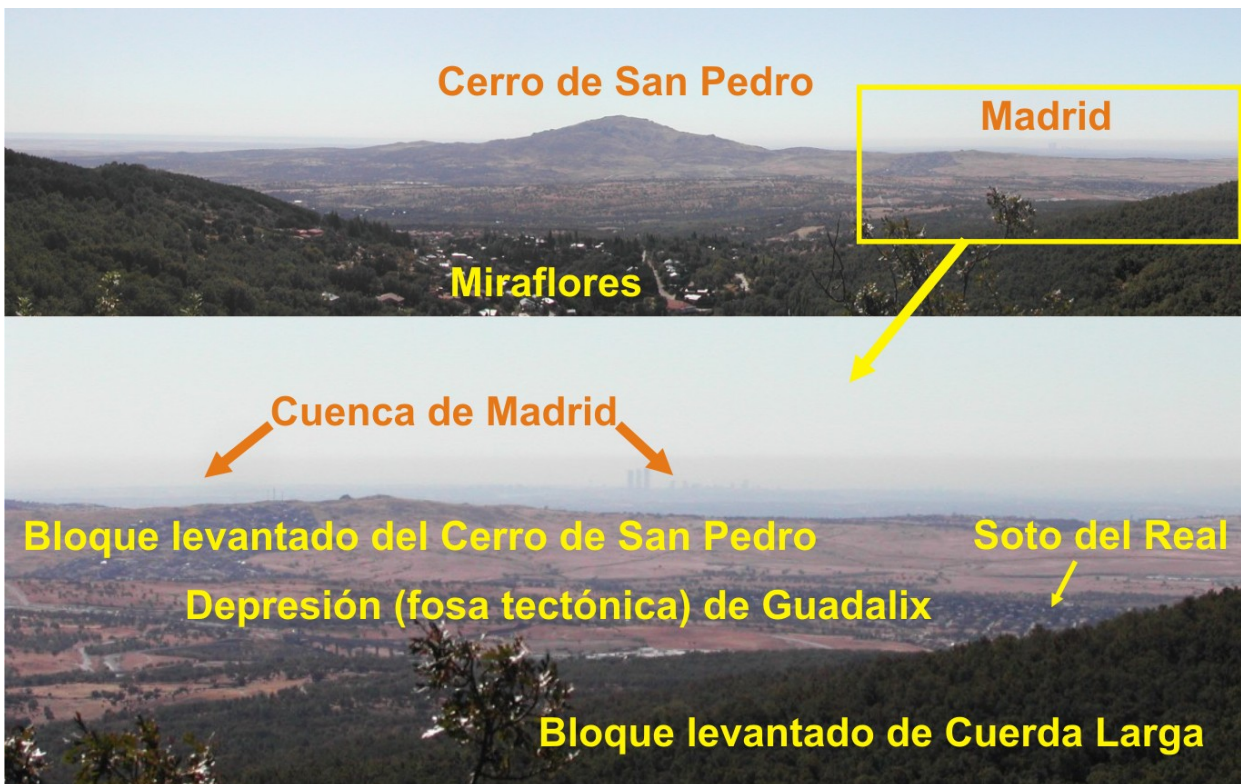 Cerro de San Pedro
Madrid
Miraflores
Cuenca de Madrid
Bloque levantado del Cerro de San Pedro
Soto del Real
Depresión (fosa tectónica) de Guadalix
Bloque levantado de Cuerda Larga